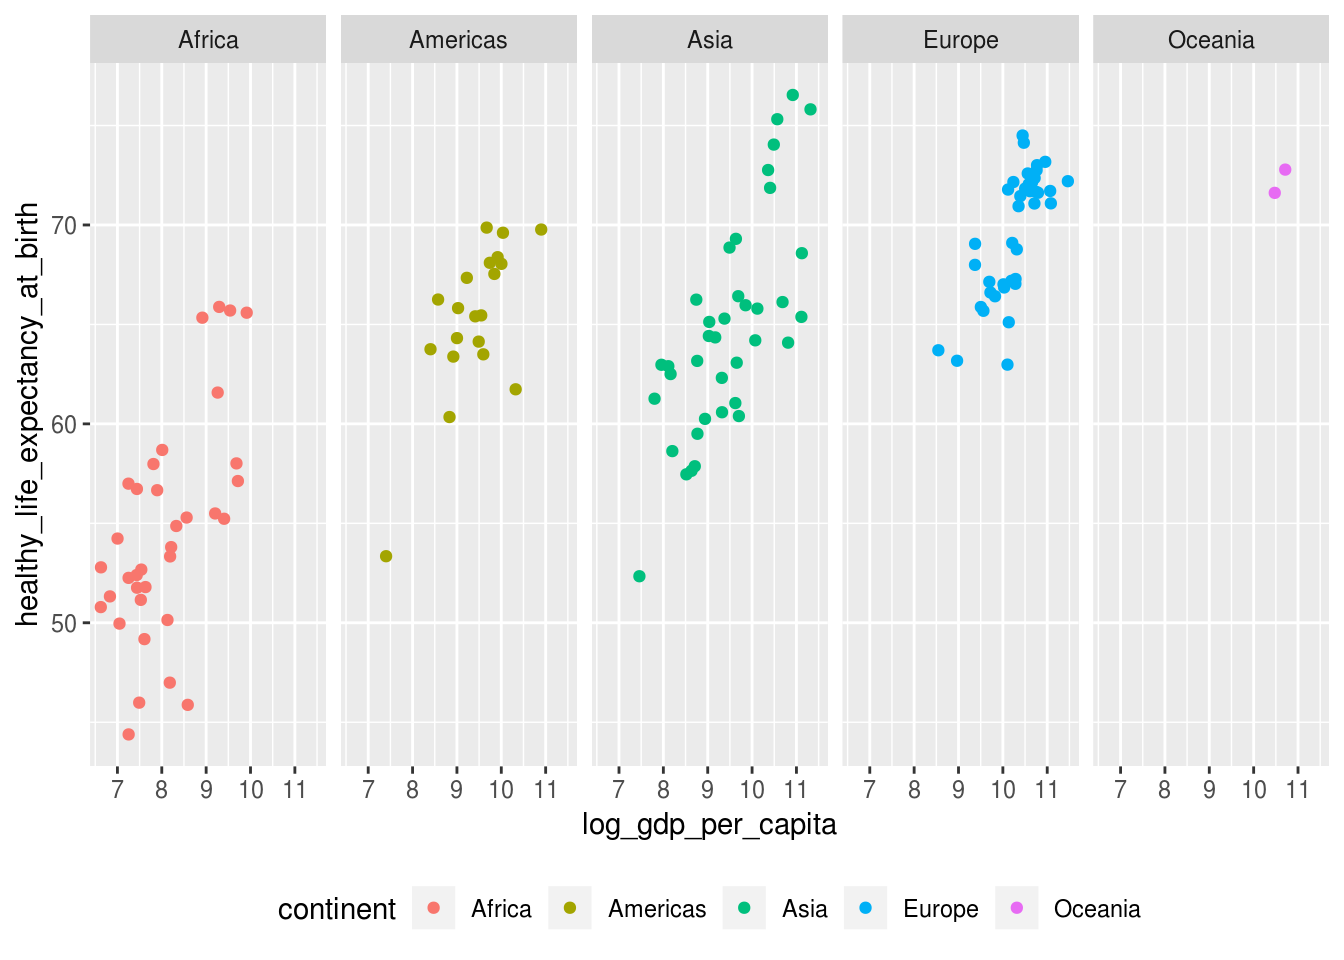 Africa Americas Asia Europe Oceania
healthy_life_expectancy_at_birth
70
60
50
7 8 9 10 11 7 8 9 10 11 7 8 9 10 11 7 8 9 10 11 7 8 9 10 11
log_gdp_per_capita
continent Africa Americas Asia Europe Oceania